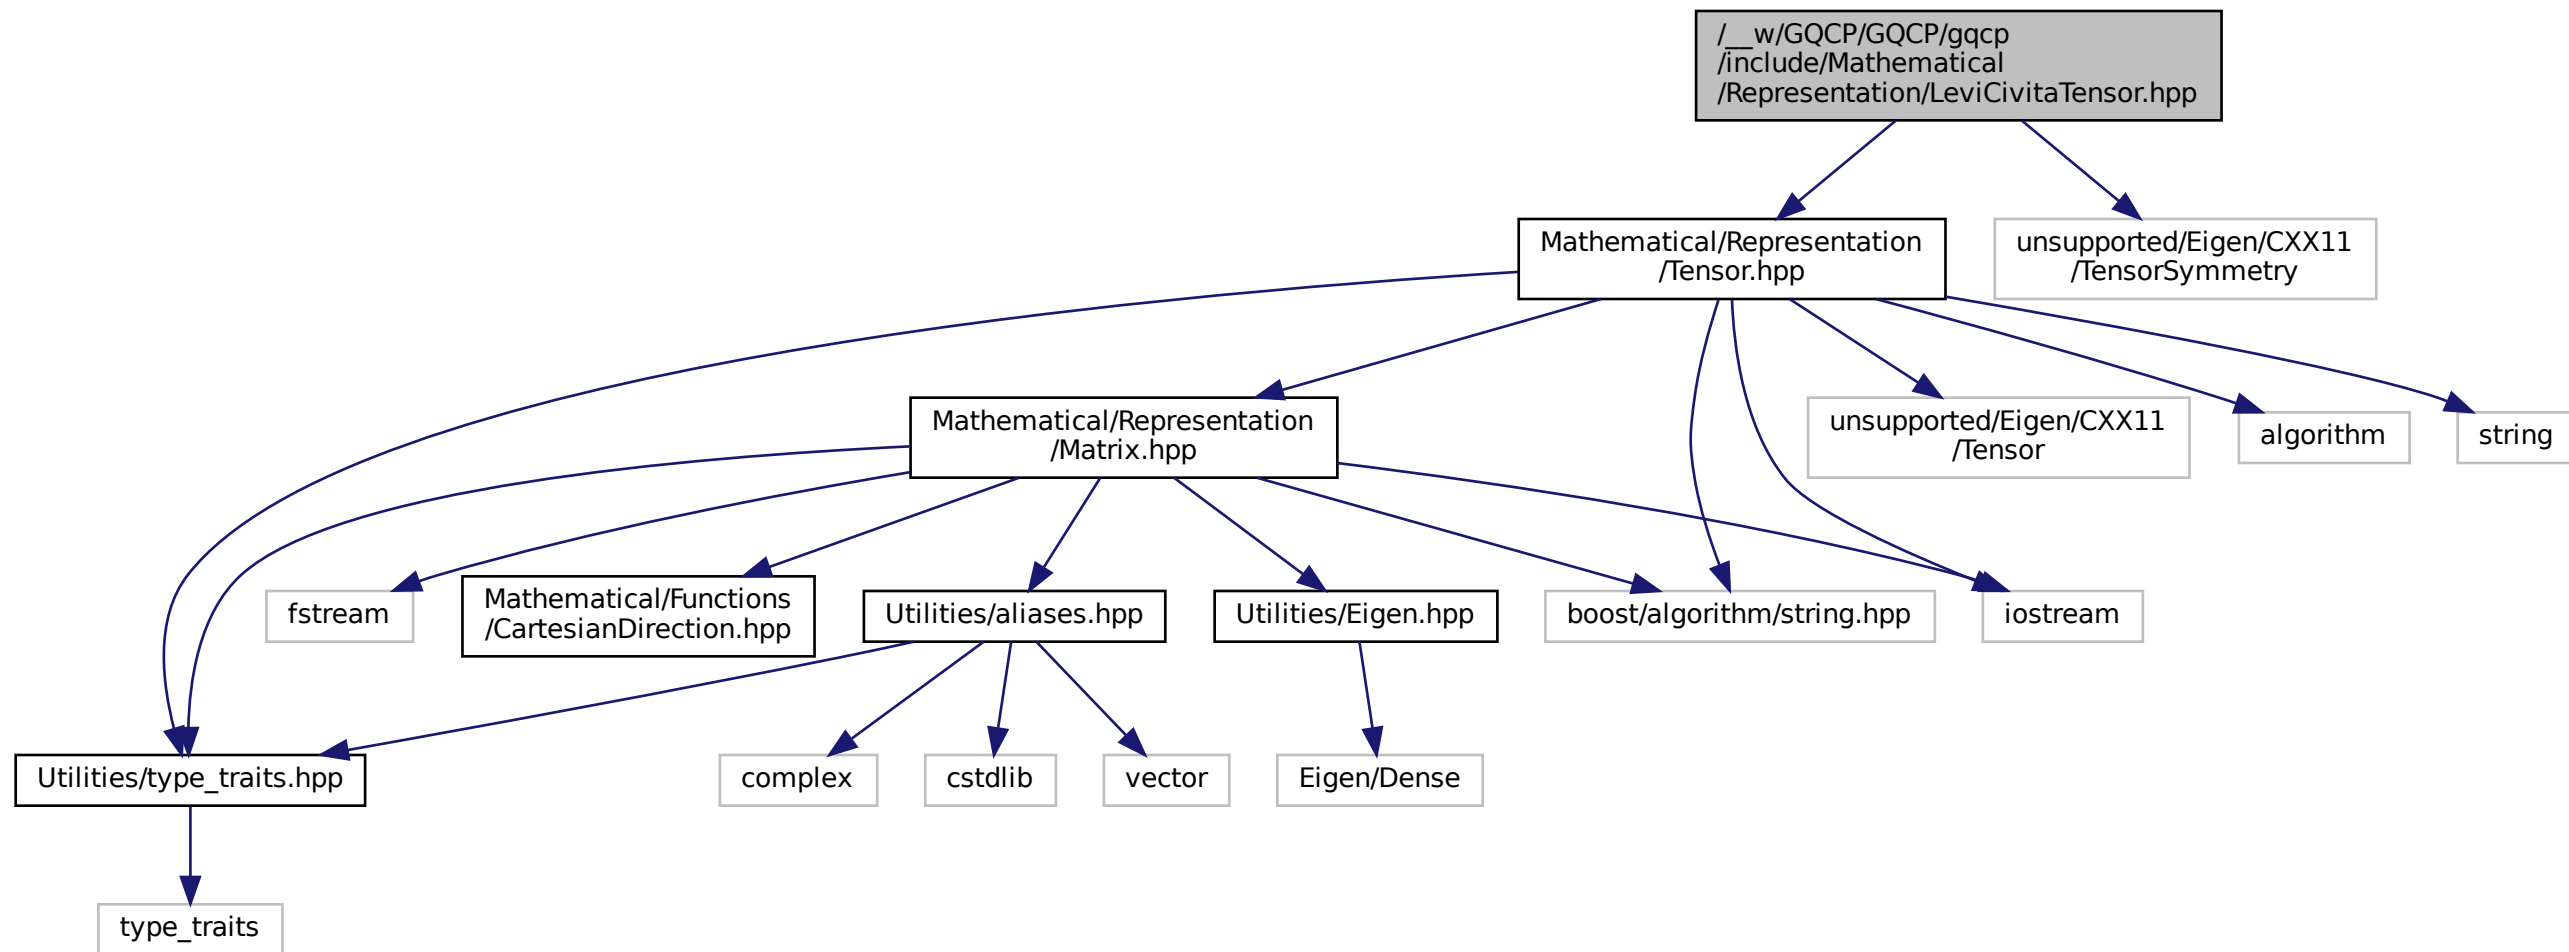 /__w/GQCP/GQCP/gqcp
/include/Mathematical
/Representation/LeviCivitaTensor.hpp
Mathematical/Representation
/Tensor.hpp
unsupported/Eigen/CXX11
/TensorSymmetry
Mathematical/Representation
/Matrix.hpp
unsupported/Eigen/CXX11
/Tensor
algorithm
string
fstream
Mathematical/Functions
/CartesianDirection.hpp
Utilities/aliases.hpp
Utilities/Eigen.hpp
boost/algorithm/string.hpp
iostream
Utilities/type_traits.hpp
complex
cstdlib
vector
Eigen/Dense
type_traits